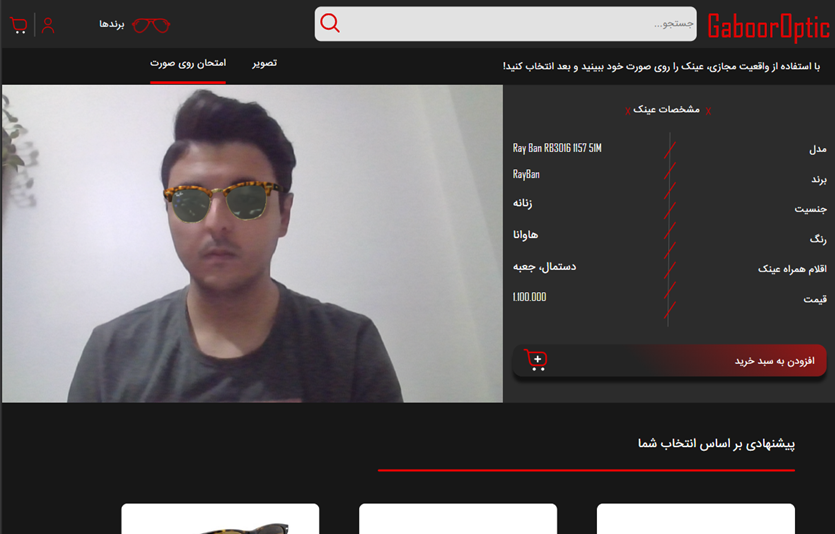 GaboorOptic
جستجو...
برندها
با استفاده از واقعیت مجازی، عینک را روی صورت خود ببینید و بعد انتخاب کنید!
تصویر
امتحان روی صورت
مشخصات عینک
مدل
Ray Ban RB3016 1157 51M
برند
RayBan
جنسیت
زنانه
رنگ
هاوانا
اقلام همراه عینک
دستمال، جعبه
قیمت
1.100.000
افزودن به سبد خرید
پیشنهادی بر اساس انتخاب شما